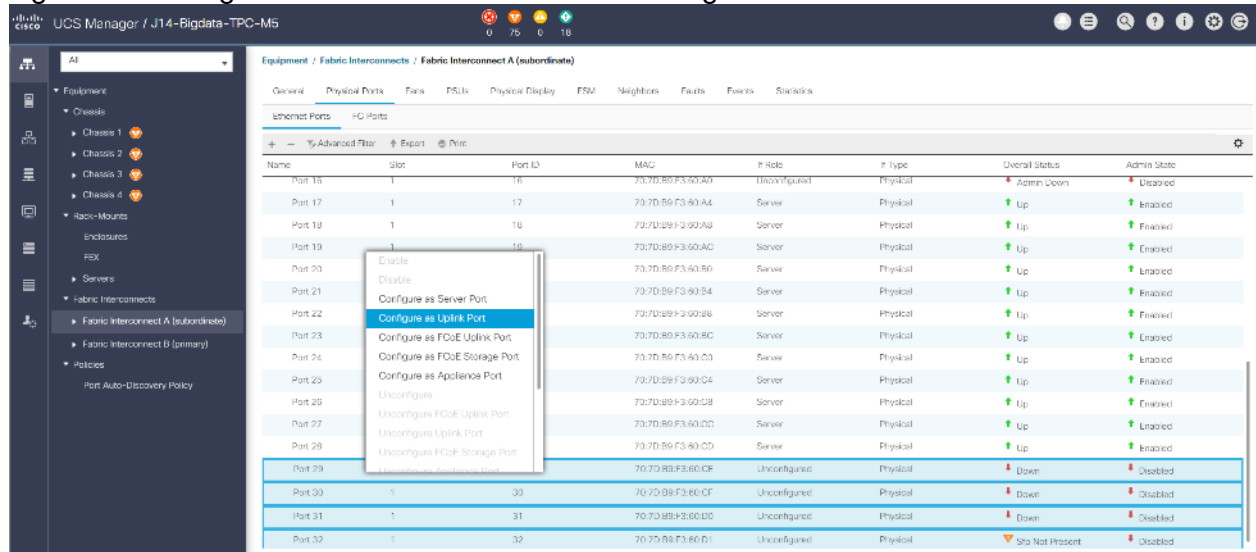 cisco UCS Manager / J14-Bigdata-TPC-M5
0 75 0 18
All
Equipment
Chassis
Chassis 1
Chassis 2
Chassis 3
Chassis 4
Rack-Mounts
Enclosures
FEX
Servers
Fabric Interconnects
Fabric Interconnect A (subordinate)
Fabric Interconnect B (primary)
Policies
Port Auto-Discovery Policy
Equipment / Fabric Interconnects / Fabric Interconnect A (subordinate)
General Physical Ports Fans PSUs Physical Display FSM Neighbors Faults Events Statistics
Ethernet Ports FC Ports
+ − Advanced Filter Export Print
Name Slot Port ID MAC If Role If Type Overall Status Admin State
Port 16 1 16 70:7D:B9:F3:60:A0 Unconfigured Physical Admin Down Disabled
Port 17 1 17 70:7D:B9:F3:60:A4 Server Physical Up Enabled
Port 18 1 18 70:7D:B9:F3:60:A8 Server Physical Up Enabled
Port 19 1 19 70:7D:B9:F3:60:AC Server Physical Up Enabled
Port 20 70:7D:B9:F3:60:B0 Server Physical Up Enabled
Port 21 70:7D:B9:F3:60:B4 Server Physical Up Enabled
Port 22 70:7D:B9:F3:60:B8 Server Physical Up Enabled
Port 23 70:7D:B9:F3:60:BC Server Physical Up Enabled
Port 24 70:7D:B9:F3:60:C0 Server Physical Up Enabled
Port 25 70:7D:B9:F3:60:C4 Server Physical Up Enabled
Port 26 70:7D:B9:F3:60:C8 Server Physical Up Enabled
Port 27 70:7D:B9:F3:60:CC Server Physical Up Enabled
Port 28 70:7D:B9:F3:60:CD Server Physical Up Enabled
Port 29 70:7D:B9:F3:60:CE Unconfigured Physical Down Disabled
Port 30 1 30 70:7D:B9:F3:60:CF Unconfigured Physical Down Disabled
Port 31 1 31 70:7D:B9:F3:60:D0 Unconfigured Physical Down Disabled
Port 32 1 32 70:7D:B9:F3:60:D1 Unconfigured Physical Sfp Not Present Disabled
Enable
Disable
Configure as Server Port
Configure as Uplink Port
Configure as FCoE Uplink Port
Configure as FCoE Storage Port
Configure as Appliance Port
Unconfigure
Unconfigure FCoE Uplink Port
Unconfigure Uplink Port
Unconfigure FCoE Storage Port
Unconfigure Appliance Port